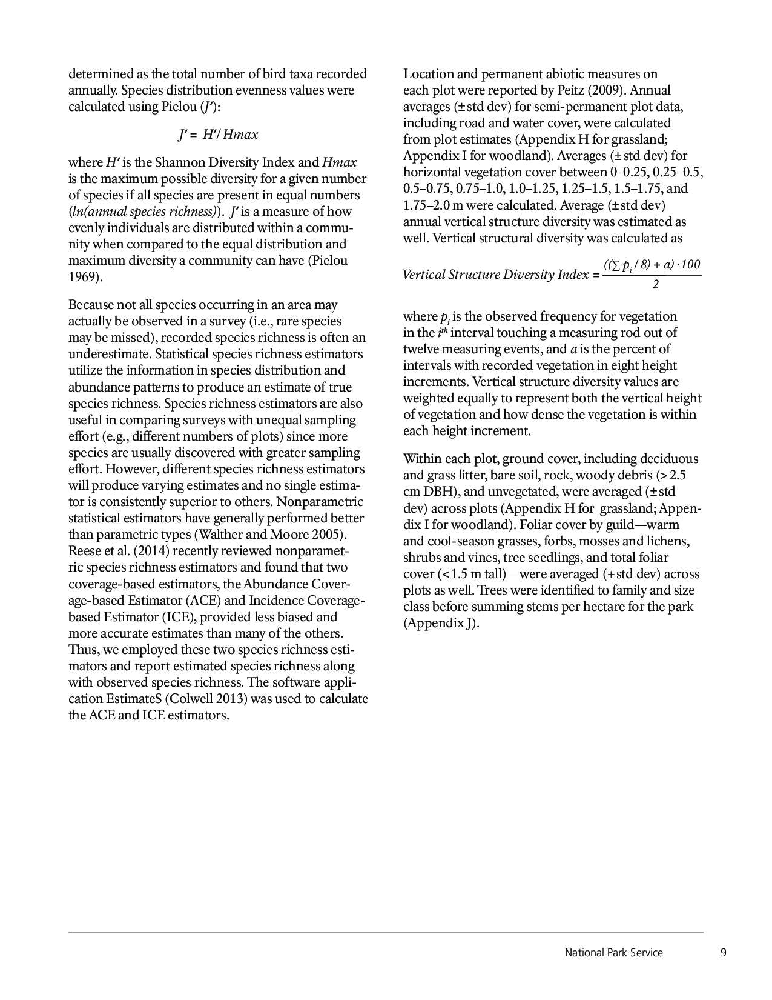 determined as the total number of bird taxa recorded
annually. Species distribution evenness values were
calculated using Pielou (J′):
J′ = H′/ Hmax
where H′ is the Shannon Diversity Index and Hmax
is the maximum possible diversity for a given number
of species if all species are present in equal numbers
(ln(annual species richness)). J′ is a measure of how
evenly individuals are distributed within a commu-
nity when compared to the equal distribution and
maximum diversity a community can have (Pielou
1969).
Because not all species occurring in an area may
actually be observed in a survey (i.e., rare species
may be missed), recorded species richness is often an
underestimate. Statistical species richness estimators
utilize the information in species distribution and
abundance patterns to produce an estimate of true
species richness. Species richness estimators are also
useful in comparing surveys with unequal sampling
effort (e.g., different numbers of plots) since more
species are usually discovered with greater sampling
effort. However, different species richness estimators
will produce varying estimates and no single estima-
tor is consistently superior to others. Nonparametric
statistical estimators have generally performed better
than parametric types (Walther and Moore 2005).
Reese et al. (2014) recently reviewed nonparamet-
ric species richness estimators and found that two
coverage-based estimators, the Abundance Cover-
age-based Estimator (ACE) and Incidence Coverage-
based Estimator (ICE), provided less biased and
more accurate estimates than many of the others.
Thus, we employed these two species richness esti-
mators and report estimated species richness along
with observed species richness. The software appli-
cation EstimateS (Colwell 2013) was used to calculate
the ACE and ICE estimators.
Location and permanent abiotic measures on
each plot were reported by Peitz (2009). Annual
averages (± std dev) for semi-permanent plot data,
including road and water cover, were calculated
from plot estimates (Appendix H for grassland;
Appendix I for woodland). Averages (± std dev) for
horizontal vegetation cover between 0–0.25, 0.25–0.5,
0.5–0.75, 0.75–1.0, 1.0–1.25, 1.25–1.5, 1.5–1.75, and
1.75–2.0 m were calculated. Average (± std dev)
annual vertical structure diversity was estimated as
well. Vertical structural diversity was calculated as
Vertical Structure Diversity Index = ((∑ pi / 8) + a) · 100
2
where pi is the observed frequency for vegetation
in the ith interval touching a measuring rod out of
twelve measuring events, and a is the percent of
intervals with recorded vegetation in eight height
increments. Vertical structure diversity values are
weighted equally to represent both the vertical height
of vegetation and how dense the vegetation is within
each height increment.
Within each plot, ground cover, including deciduous
and grass litter, bare soil, rock, woody debris (> 2.5
cm DBH), and unvegetated, were averaged (± std
dev) across plots (Appendix H for grassland; Appen-
dix I for woodland). Foliar cover by guild—warm
and cool-season grasses, forbs, mosses and lichens,
shrubs and vines, tree seedlings, and total foliar
cover (< 1.5 m tall)—were averaged (+ std dev) across
plots as well. Trees were identified to family and size
class before summing stems per hectare for the park
(Appendix J).
National Park Service 9